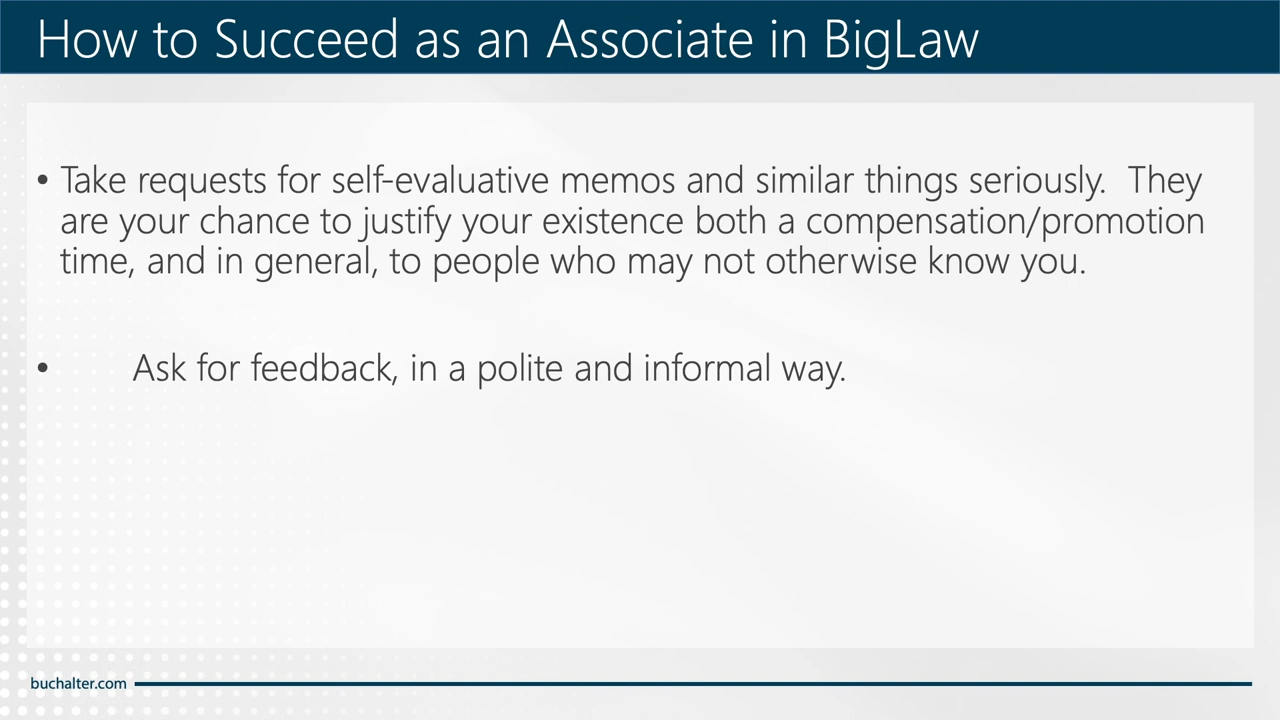 How to Succeed as an Associate in BigLaw
• Take requests for self-evaluative memos and similar things seriously.  They
are your chance to justify your existence both a compensation/promotion
time, and in general, to people who may not otherwise know you.
• Ask for feedback, in a polite and informal way.
buchalter.com